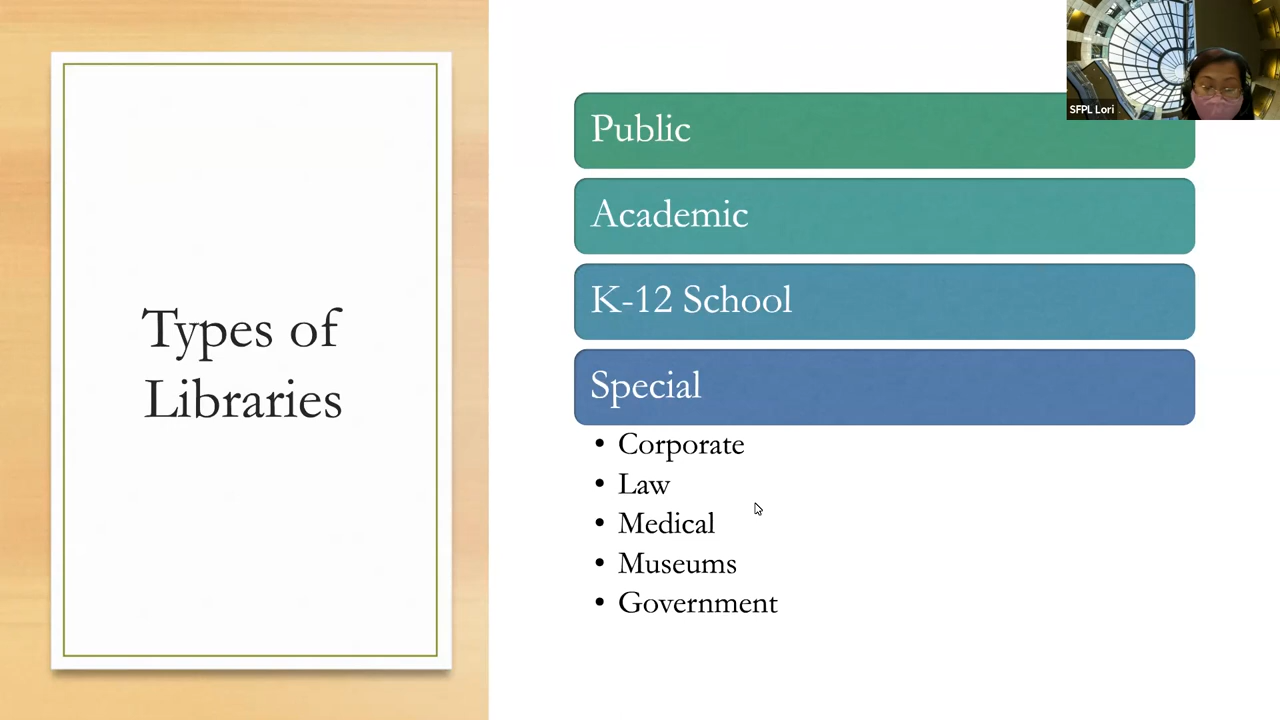 Types of
Libraries
Public
Academic
K-12 School
Special
• Corporate
• Law
• Medical
• Museums
• Government
SFPL Lori